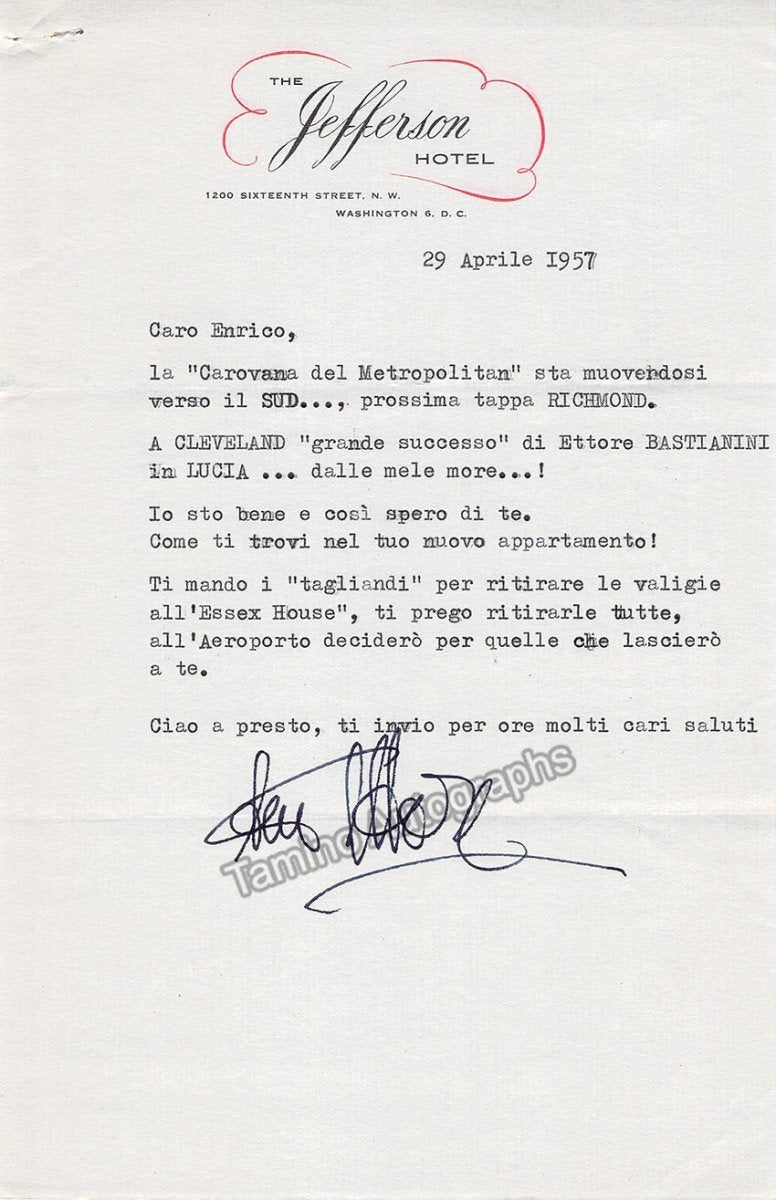 THE
Jefferson
HOTEL
1200 SIXTEENTH STREET, N. W.
WASHINGTON 6, D. C.
29 Aprile 1957
Caro Enrico,
la "Carovana del Metropolitan" sta muovendosi
verso il SUD..., prossima tappa RICHMOND.
A CLEVELAND "grande successo" di Ettore BASTIANINI
in LUCIA ... dalle mele more...!
Io sto bene e così spero di te.
Come ti trovi nel tuo nuovo appartamento!
Ti mando i "tagliandi" per ritirare le valigie
all'Essex House", ti prego ritirarle tutte,
all'Aeroporto deciderò per quelle che lascierò
a te.
Ciao a presto, ti invio per ore molti cari saluti
Tamino Autographs